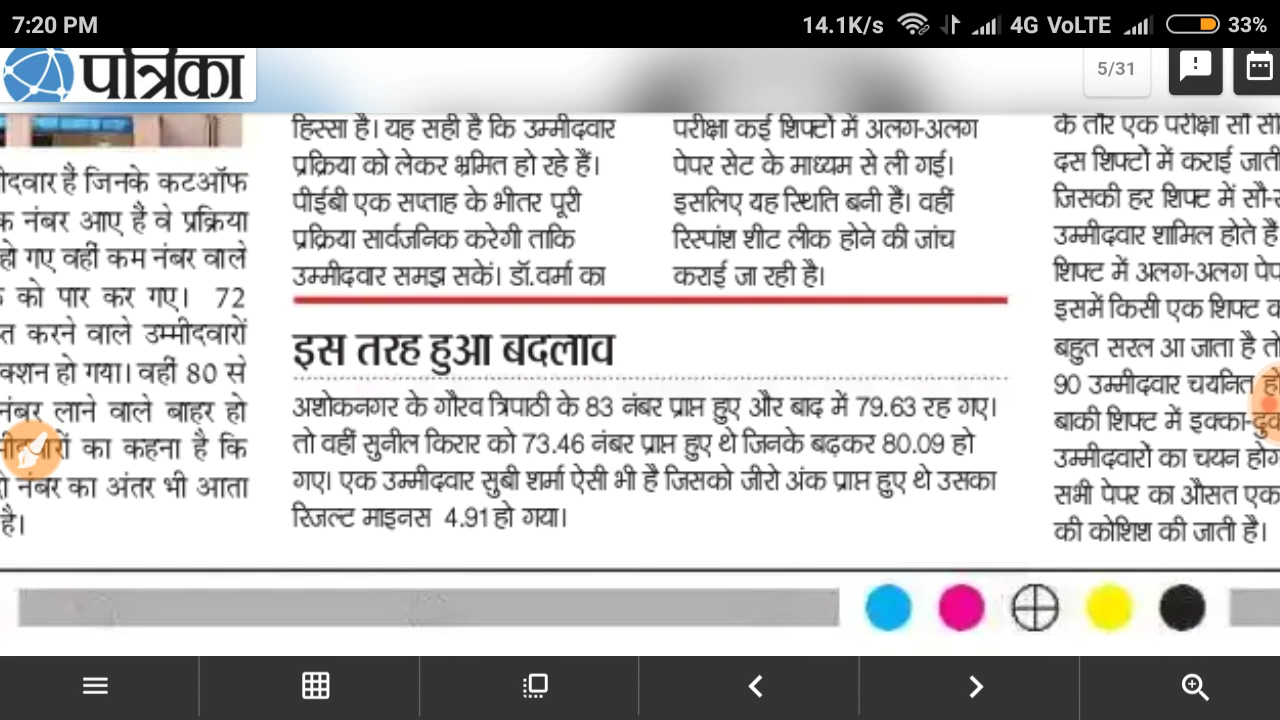 7:20 PM
14.1K/s 4G VoLTE 33%
पत्रिका
5/31
उम्मीदवार है जिनके कटऑफ
नंबर आए है वे प्रक्रिया
हो गए वहीं कम नंबर वाले
को पार कर गए। 72
करने वाले उम्मीदवारों
हो गया। वहीं 80 से
नंबर लाने वाले बाहर हो
का कहना है कि
नंबर का अंतर भी आता
है।
हिस्सा है। यह सही है कि उम्मीदवार
प्रक्रिया को लेकर भ्रमित हो रहे हैं।
पीईबी एक सप्ताह के भीतर पूरी
प्रक्रिया सार्वजनिक करेगी ताकि
उम्मीदवार समझ सकें। डॉ.वर्मा का
परीक्षा कई शिफ्टों में अलग-अलग
पेपर सेट के माध्यम से ली गई।
इसलिए यह स्थिति बनी हैं। वहीं
रिस्पांश शीट लीक होने की जांच
कराई जा रही है।
इस तरह हुआ बदलाव
अशोकनगर के गौरव त्रिपाठी के 83 नंबर प्राप्त हुए और बाद में 79.63 रह गए।
तो वहीं सुनील किरार को 73.46 नंबर प्राप्त हुए थे जिनके बढ़कर 80.09 हो
गए। एक उम्मीदवार सुबी शर्मा ऐसी भी है जिसको जीरो अंक प्राप्त हुए थे उसका
रिजल्ट माइनस 4.91 हो गया।
के तौर एक परीक्षा सौ
दस शिफ्टों में कराई जाती
जिसकी हर शिफ्ट में
उम्मीदवार शामिल होते है
शिफ्ट में अलग-अलग
इसमें किसी एक शिफ्ट
बहुत सरल आ जाता है तो
90 उम्मीदवार चयनित
बाकी शिफ्ट में
उम्मीदवारों का चयन
सभी पेपर का औसत एक
की कोशिश की जाती है।